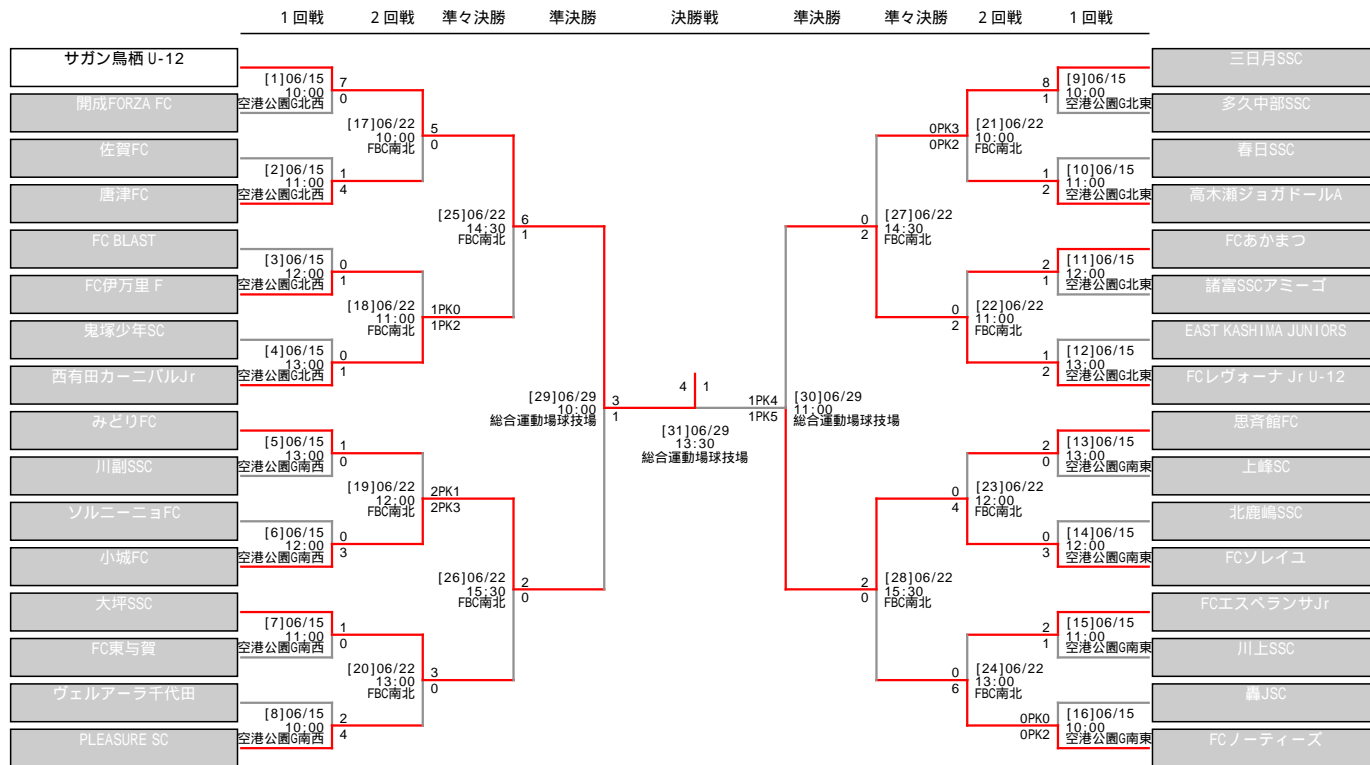 1回戦 2回戦 準々決勝 準決勝 決勝戦 準決勝 準々決勝 2回戦 1回戦
サガン鳥栖 U-12
開成FORZA FC
佐賀FC
唐津FC
FC BLAST
FC伊万里 F
鬼塚少年SC
西有田カーニバルJr
みどりFC
川副SSC
ソルニーニョFC
小城FC
大坪SSC
FC東与賀
ヴェルアーラ千代田
PLEASURE SC
[1]06/15
10:00
空港公園G北西
7
0
[2]06/15
11:00
空港公園G北西
1
4
[3]06/15
12:00
空港公園G北西
0
1
[4]06/15
13:00
空港公園G北西
0
1
[5]06/15
13:00
空港公園G南西
1
0
[6]06/15
12:00
空港公園G南西
0
3
[7]06/15
11:00
空港公園G南西
1
0
[8]06/15
10:00
空港公園G南西
2
4
[17]06/22
10:00
FBC南北
5
0
[18]06/22
11:00
FBC南北
1PK0
1PK2
[19]06/22
12:00
FBC南北
2PK1
2PK3
[20]06/22
13:00
FBC南北
3
0
[25]06/22
14:30
FBC南北
6
1
[26]06/22
15:30
FBC南北
2
0
[29]06/29
10:00
総合運動場球技場
3
1
4 1
[31]06/29
13:30
総合運動場球技場
1PK4
1PK5
[30]06/29
11:00
総合運動場球技場
0
2
[27]06/22
14:30
FBC南北
2
0
[28]06/22
15:30
FBC南北
0PK3
0PK2
[21]06/22
10:00
FBC南北
0
2
[22]06/22
11:00
FBC南北
0
4
[23]06/22
12:00
FBC南北
0
6
[24]06/22
13:00
FBC南北
8
1
[9]06/15
10:00
空港公園G北東
1
2
[10]06/15
11:00
空港公園G北東
2
1
[11]06/15
12:00
空港公園G北東
1
2
[12]06/15
13:00
空港公園G北東
2
0
[13]06/15
13:00
空港公園G南東
0
3
[14]06/15
12:00
空港公園G南東
2
1
[15]06/15
11:00
空港公園G南東
0PK0
0PK2
[16]06/15
10:00
空港公園G南東
三日月SSC
多久中部SSC
春日SSC
高木瀬ジョガドールA
FCあかまつ
諸富SSCアミーゴ
EAST KASHIMA JUNIORS
FCレヴォーナ Jr U-12
思斉館FC
上峰SC
北鹿嶋SSC
FCソレイユ
FCエスペランサJr
川上SSC
轟JSC
FCノーティーズ